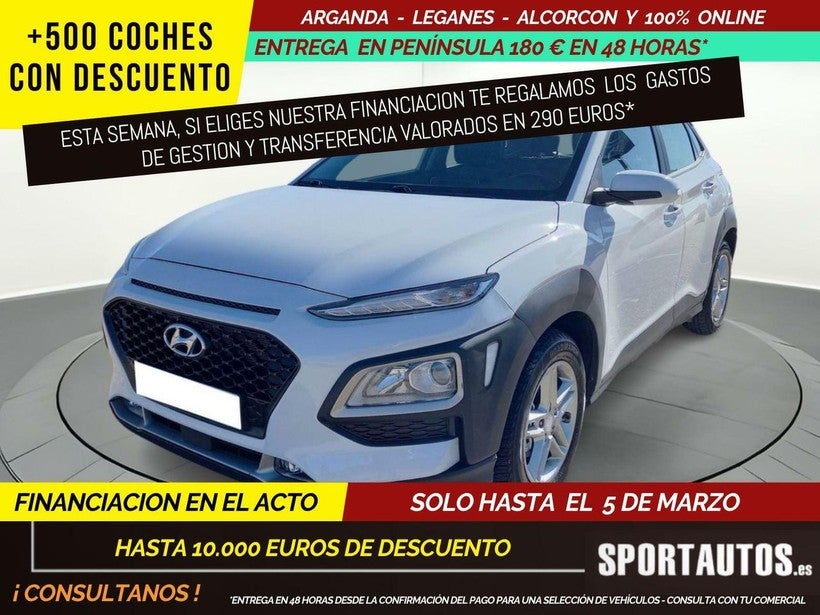 +500 COCHES
CON DESCUENTO
ARGANDA - LEGANES - ALCORCON Y 100% ONLINE
ENTREGA EN PENÍNSULA 180 € EN 48 HORAS*
ESTA SEMANA, SI ELIGES NUESTRA FINANCIACION TE REGALAMOS LOS GASTOS
DE GESTION Y TRANSFERENCIA VALORADOS EN 290 EUROS*
FINANCIACION EN EL ACTO
SOLO HASTA EL 5 DE MARZO
HASTA 10.000 EUROS DE DESCUENTO
SPORTAUTOS.es
¡ CONSULTANOS !
*ENTREGA EN 48 HORAS DESDE LA CONFIRMACIÓN DEL PAGO PARA UNA SELECCIÓN DE VEHÍCULOS - CONSULTA CON TU COMERCIAL